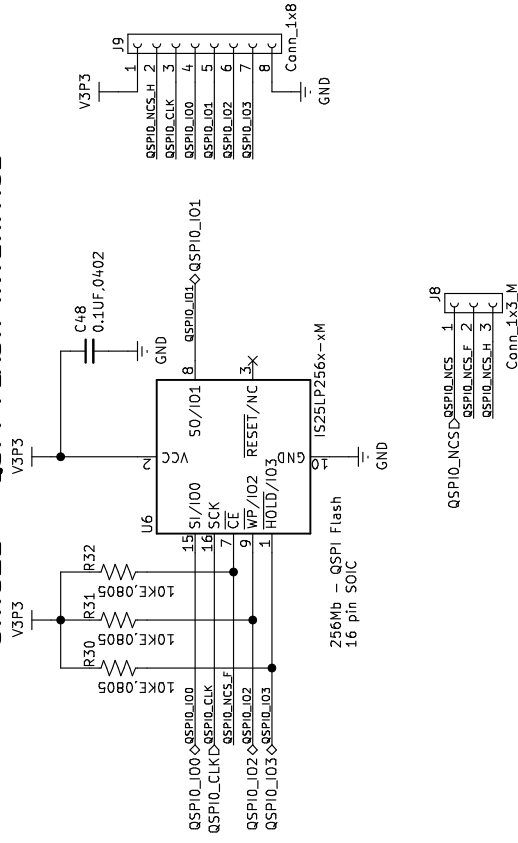 V3P3
R30
R31
R32
10KE,0805
10KE,0805
10KE,0805
V3P3
C48
0.1UF,0402
GND
U6
VCC
2
QSPI0_IO0
QSPI0_IO0
15
SI/IO0
SO/IO1
8
QSPI0_IO1
QSPI0_IO1
QSPI0_CLK
QSPI0_CLK
16
SCK
QSPI0_NCS_F
7
CE
QSPI0_IO2
QSPI0_IO2
9
WP/IO2
RESET/NC
3
QSPI0_IO3
QSPI0_IO3
1
HOLD/IO3
GND
10
IS25LP256x-xM
GND
256Mb - QSPI Flash
16 pin SOIC
V3P3
J9
1
QSPI0_NCS_H
2
QSPI0_CLK
3
QSPI0_IO0
4
QSPI0_IO1
5
QSPI0_IO2
6
QSPI0_IO3
7
8
Conn_1x8
GND
J8
QSPI0_NCS
QSPI0_NCS
1
QSPI0_NCS_F
2
QSPI0_NCS_H
3
Conn_1x3_M